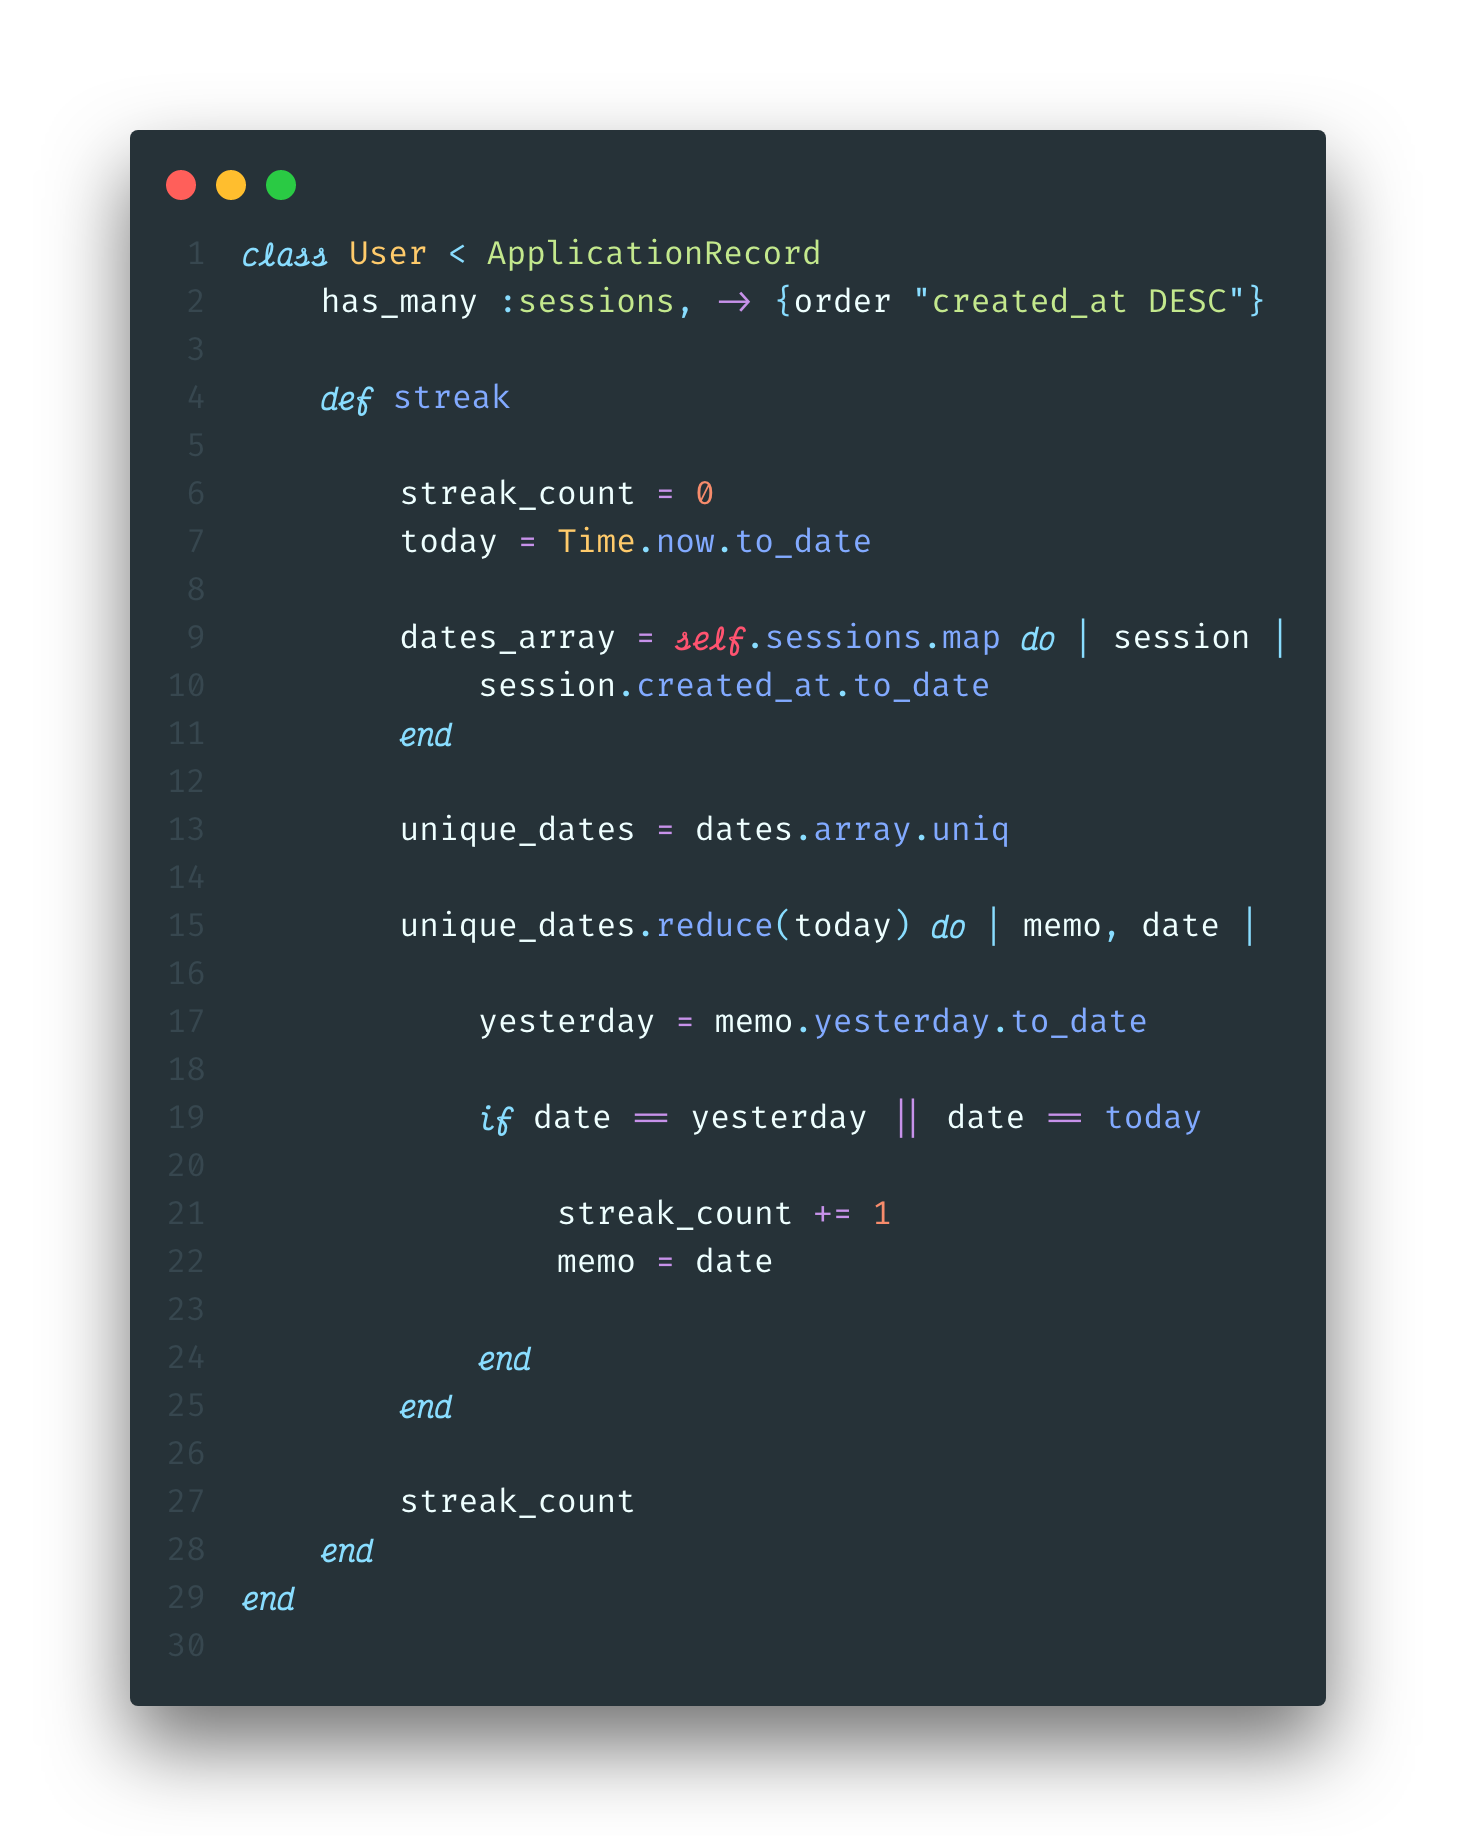 1 class User < ApplicationRecord
2     has_many :sessions, -> {order "created_at DESC"}
3
4     def streak
5
6         streak_count = 0
7         today = Time.now.to_date
8
9         dates_array = self.sessions.map do | session |
10             session.created_at.to_date
11         end
12
13         unique_dates = dates.array.uniq
14
15         unique_dates.reduce(today) do | memo, date |
16
17             yesterday = memo.yesterday.to_date
18
19             if date == yesterday || date == today
20
21                 streak_count += 1
22                 memo = date
23
24             end
25         end
26
27         streak_count
28     end
29 end
30